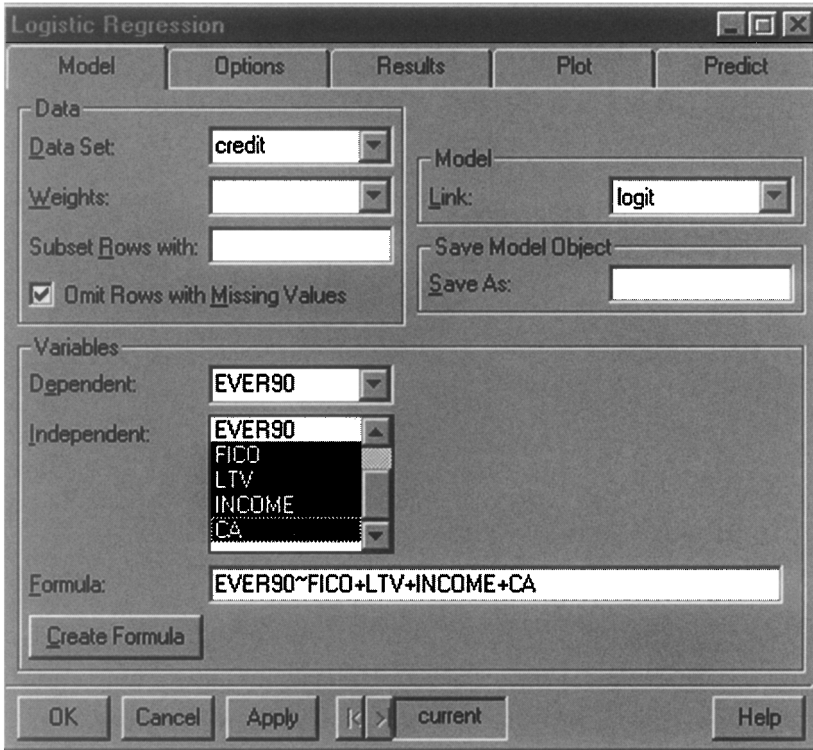 Logistic Regression
Model Options Results Plot Predict
Data
Data Set: credit
Weights:
Subset Rows with:
Omit Rows with Missing Values
Model
Link: logit
Save Model Object
Save As:
Variables
Dependent: EVER90
Independent: EVER90
FICO
LTV
INCOME
CA
Formula: EVER90~FICO+LTV+INCOME+CA
Create Formula
OK Cancel Apply |< > current Help